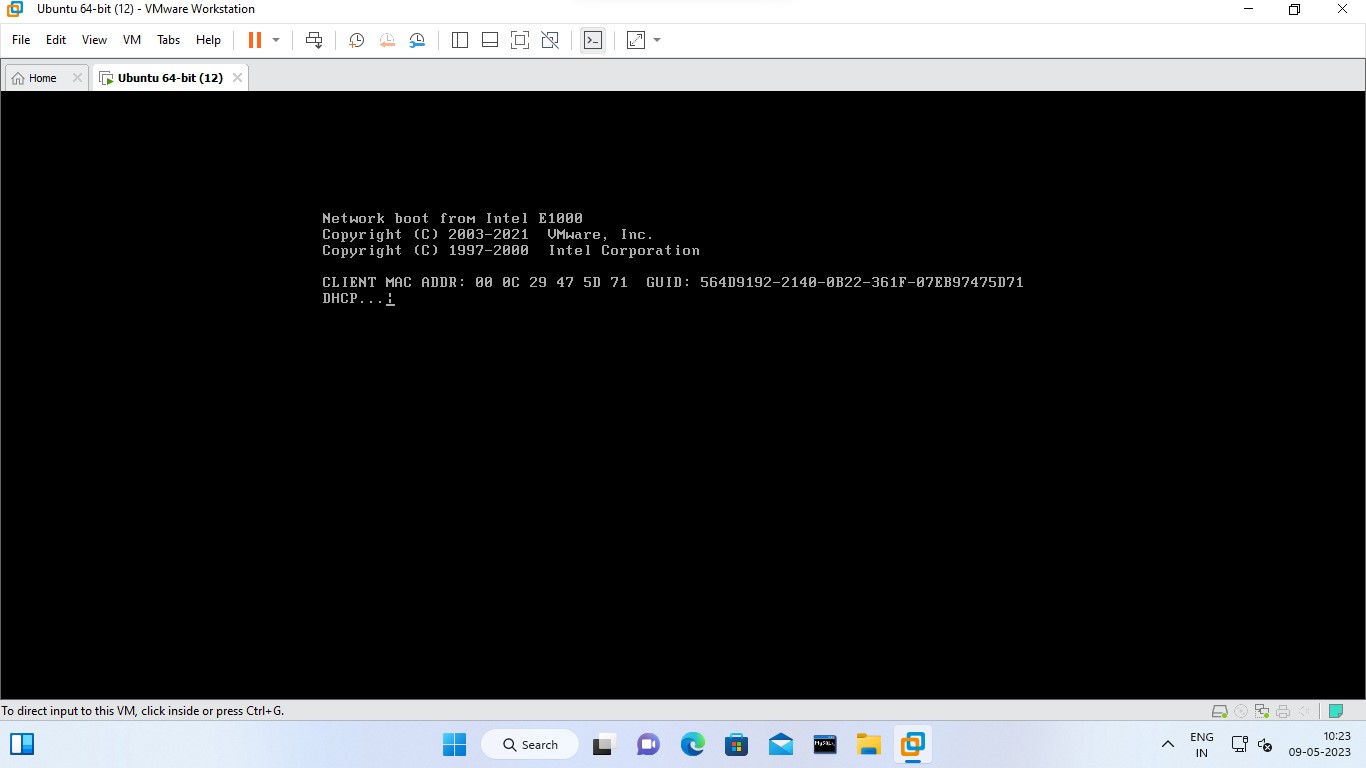 Ubuntu 64-bit (12) - VMware Workstation
File Edit View VM Tabs Help
Home
Ubuntu 64-bit (12)
Network boot from Intel E1000
Copyright (C) 2003-2021 VMware, Inc.
Copyright (C) 1997-2000 Intel Corporation
CLIENT MAC ADDR: 00 0C 29 47 5D 71 GUID: 564D9192-2140-0B22-361F-07EB97475D71
DHCP...¦
To direct input to this VM, click inside or press Ctrl+G.
Search
MySQL
ENG
IN
10:23
09-05-2023